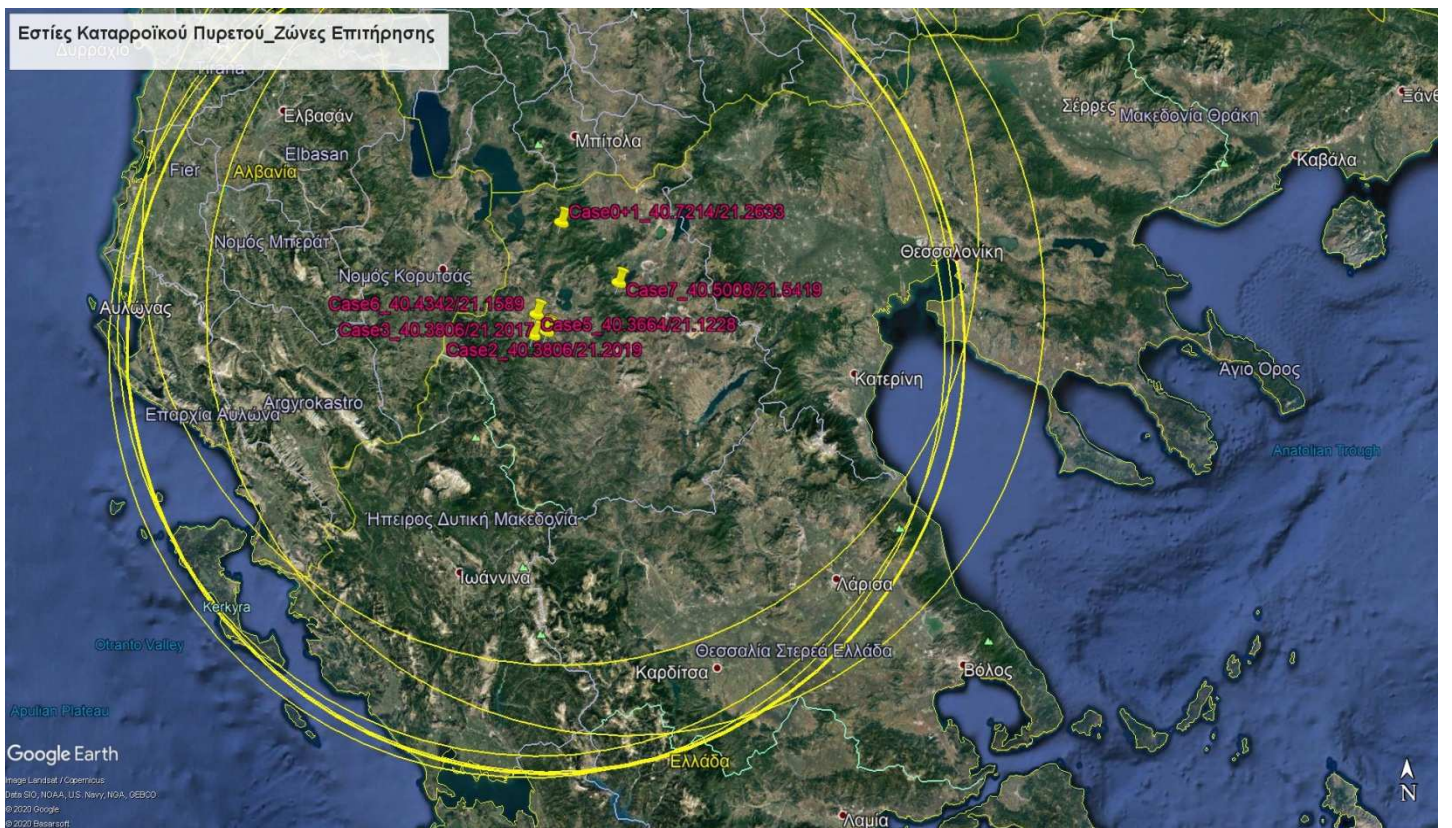 Εστίες Καταρροϊκού Πυρετού_Ζώνες Επιτήρησης
Δυρράχιο
Tirana
Ελβασάν
Elbasan
Fier
Αλβανία
Μπίτολα
Σέρρες
Μακεδονία Θράκη
Καβάλα
Case0+1_40.7214/21.2633
Νομός Μπεράτ
Νομός Κορυτσάς
Θεσσαλονίκη
Case7_40.5008/21.5419
Αυλώνας
Case6_40.4342/21.1589
Case3_40.3806/21.2017
Case5_40.3664/21.1228
Case2_40.3806/21.2019
Κατερίνη
Άγιο Όρος
Επαρχία Αυλώνα
Argyrokastro
Anatolian Trough
Ήπειρος Δυτική Μακεδονία
Ιωάννινα
Λάρισα
Kerkyra
Otranto Valley
Θεσσαλία Στερεά Ελλάδα
Καρδίτσα
Βόλος
Apulian Plateau
Ελλάδα
Google Earth
Image Landsat / Copernicus
Data SIO, NOAA, U.S. Navy, NGA, GEBCO
© 2020 Google
© 2020 Basarsoft
Λαμία
N